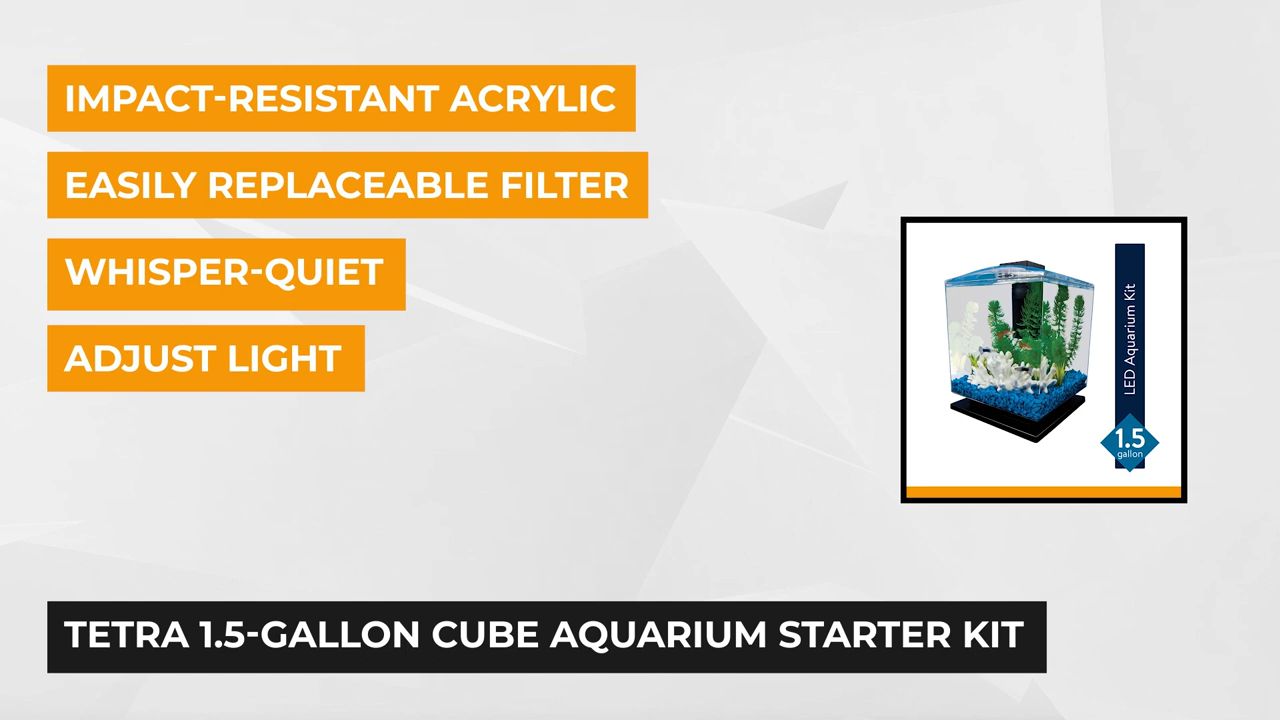 IMPACT-RESISTANT ACRYLIC
EASILY REPLACEABLE FILTER
WHISPER-QUIET
ADJUST LIGHT
LED Aquarium Kit
1.5
gallon
TETRA 1.5-GALLON CUBE AQUARIUM STARTER KIT